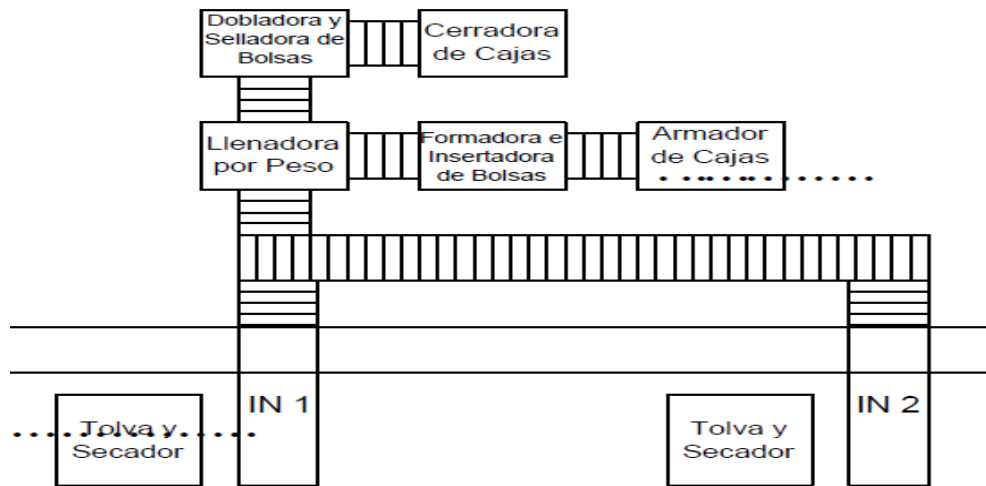 Dobladora y
Selladora de
Bolsas
Cerradora
de Cajas
Llenadora
por Peso
Formadora e
Insertadora
de Bolsas
Armador
de Cajas
IN 1
IN 2
Tolva y
Secador
Tolva y
Secador